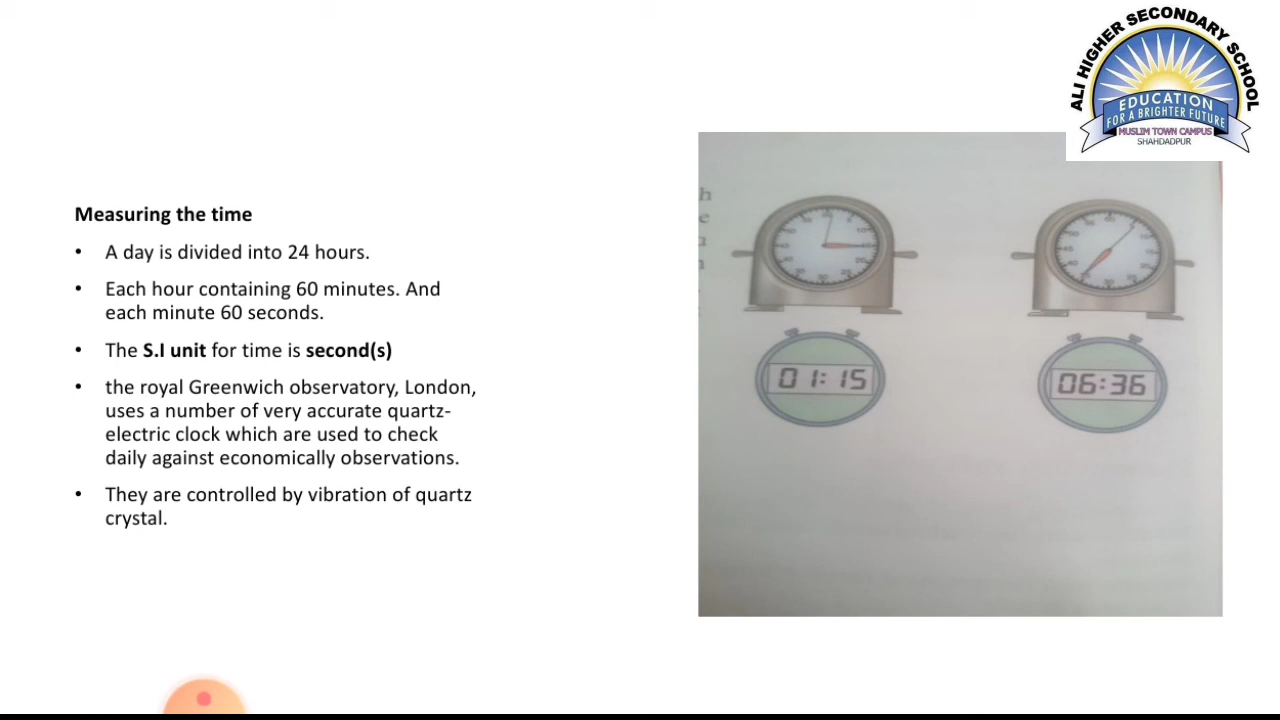 ALI HIGHER SECONDARY SCHOOL
EDUCATION
FOR A BRIGHTER FUTURE
MUSLIM TOWN CAMPUS
SHAHDADPUR
Measuring the time
• A day is divided into 24 hours.
• Each hour containing 60 minutes. And
each minute 60 seconds.
• The S.I unit for time is second(s)
• the royal Greenwich observatory, London,
uses a number of very accurate quartz-
electric clock which are used to check
daily against economically observations.
• They are controlled by vibration of quartz
crystal.
01:15
06:36